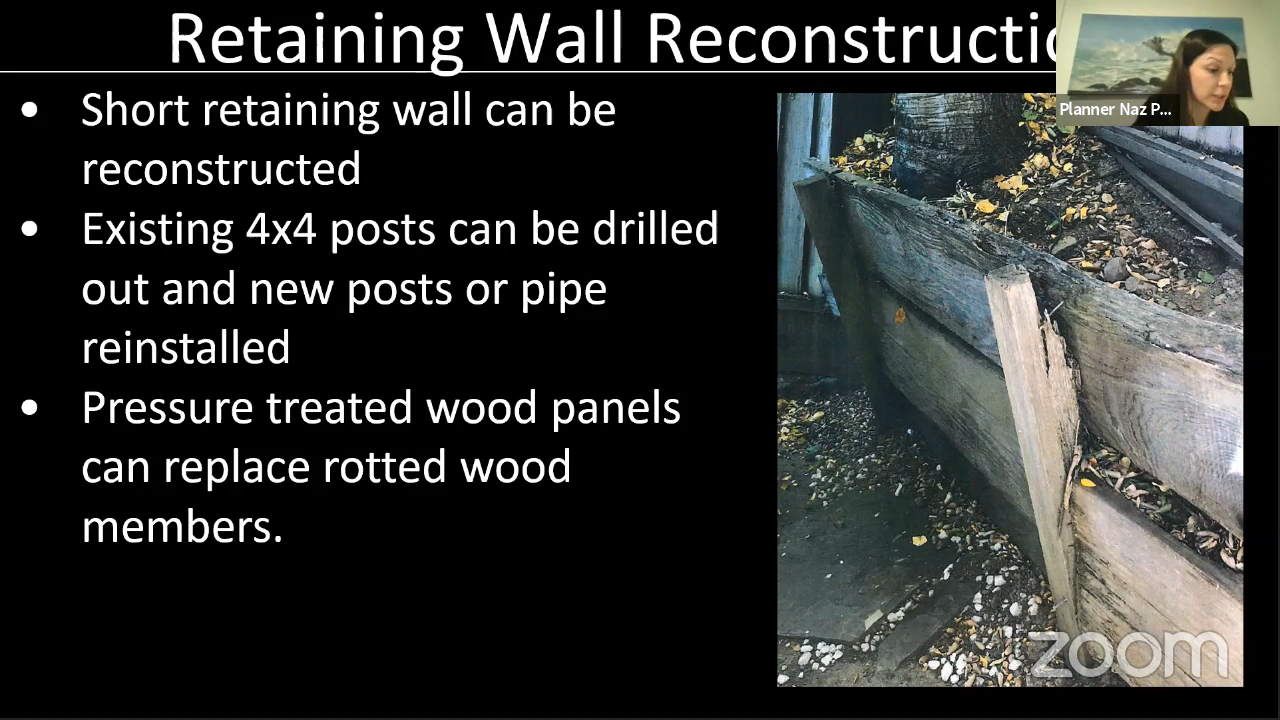 Retaining Wall Reconstructio
Planner Naz P...
• Short retaining wall can be
reconstructed
• Existing 4x4 posts can be drilled
out and new posts or pipe
reinstalled
• Pressure treated wood panels
can replace rotted wood
members.
zoom